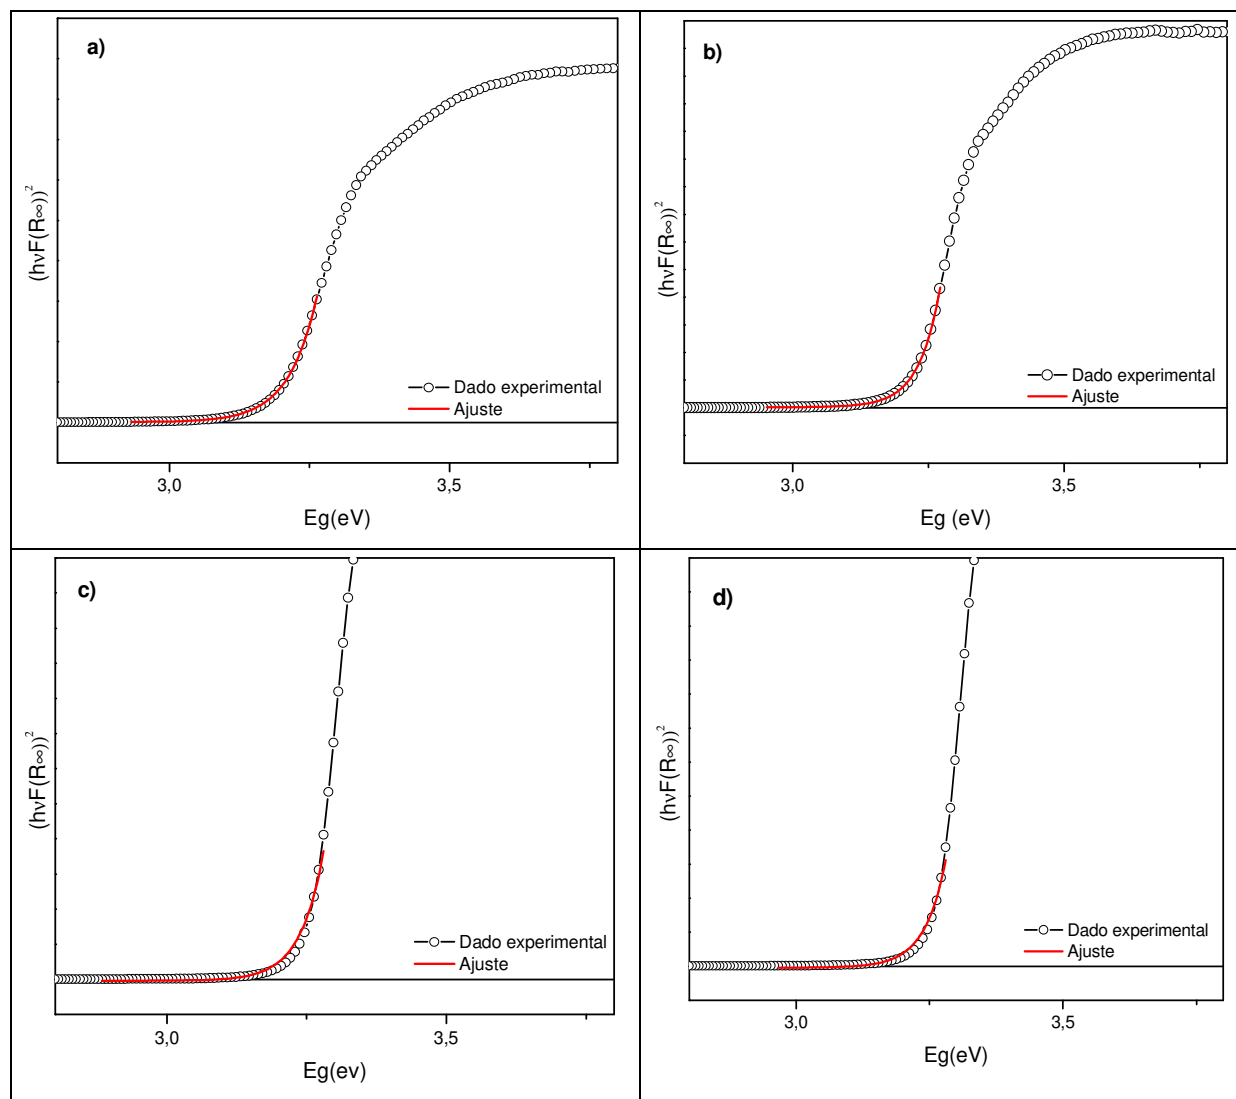 a)
(hνF(R∞))²
Dado experimental
Ajuste
3,0
3,5
Eg(eV)
b)
(hνF(R∞))²
Dado experimental
Ajuste
3,0
3,5
Eg (eV)
c)
(hνF(R∞))²
Dado experimental
Ajuste
3,0
3,5
Eg(ev)
d)
(hνF(R∞))²
Dado experimental
Ajuste
3,0
3,5
Eg(eV)